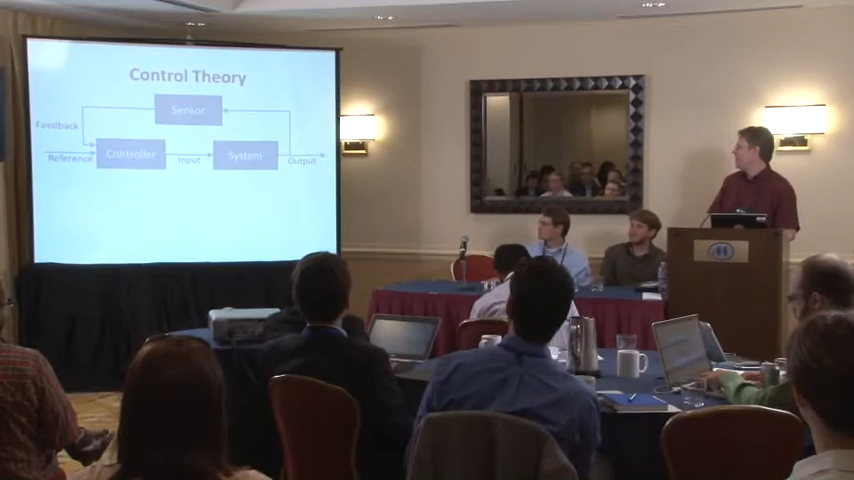 Control Theory
Sensor
Feedback
Controller
System
Reference
Input
Output